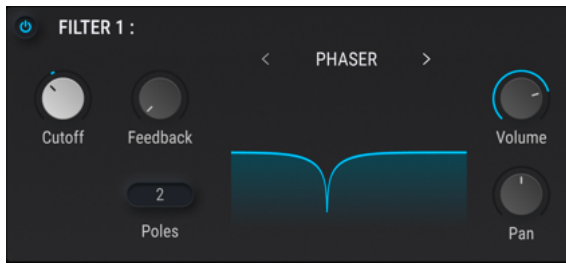 FILTER 1 :
< PHASER >
Cutoff Feedback Volume
2
Poles Pan